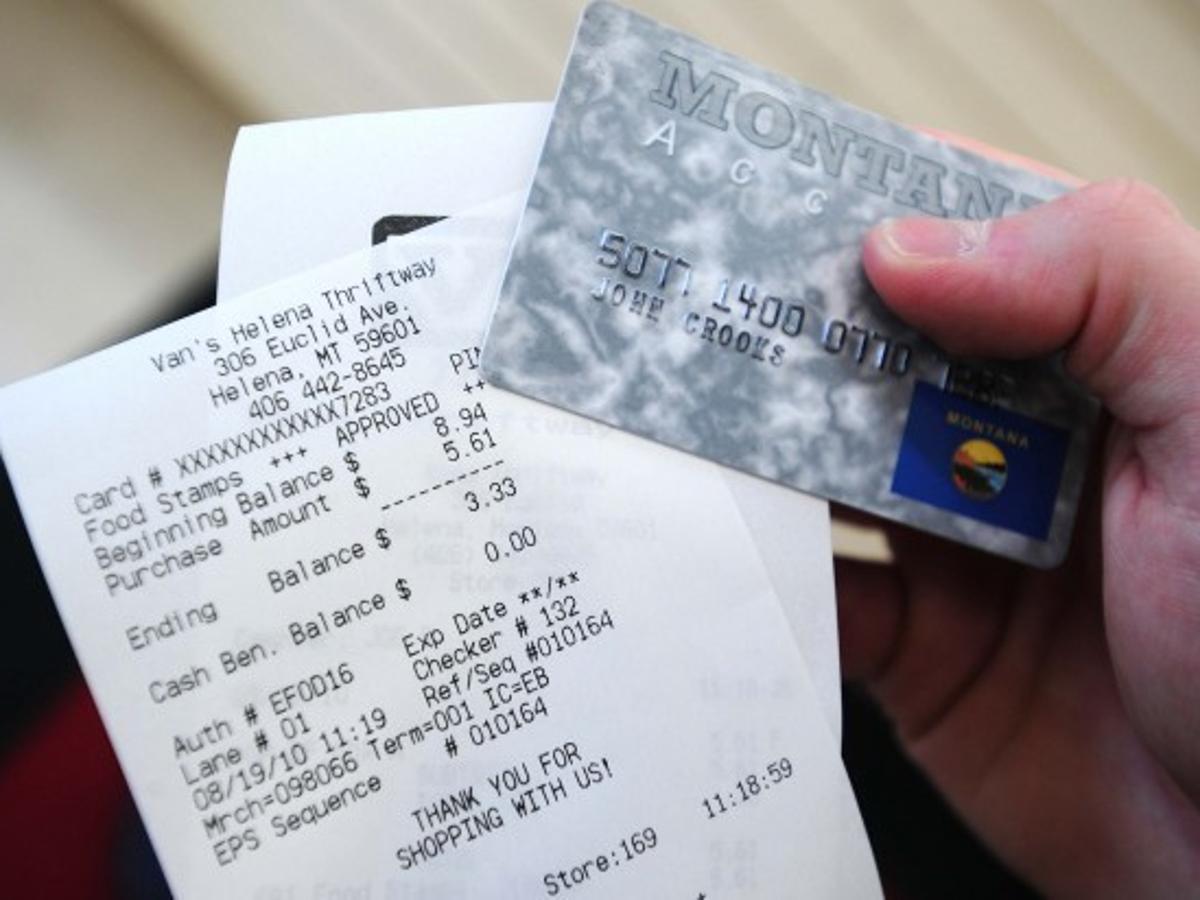 MONTANA
A C C
5077 1400 0770
JOHN CROOKS
MONTANA
Van's Helena Thriftway
306 Euclid Ave.
Helena, MT 59601
406 442-8645
Card # XXXXXXXXXXXX7283 PIN
Food Stamps +++ APPROVED ++
Beginning Balance $ 8.94
Purchase Amount $ 5.61
----------
Ending Balance $ 3.33
Cash Ben. Balance $ 0.00
Auth # EF0D16 Exp Date **/**
Lane # 01 Checker # 132
08/19/10 11:19 Ref/Seq #010164
Mrch=098066 Term=001 IC=EB
EPS Sequence # 010164
THANK YOU FOR
SHOPPING WITH US!
Store:169 11:18:59